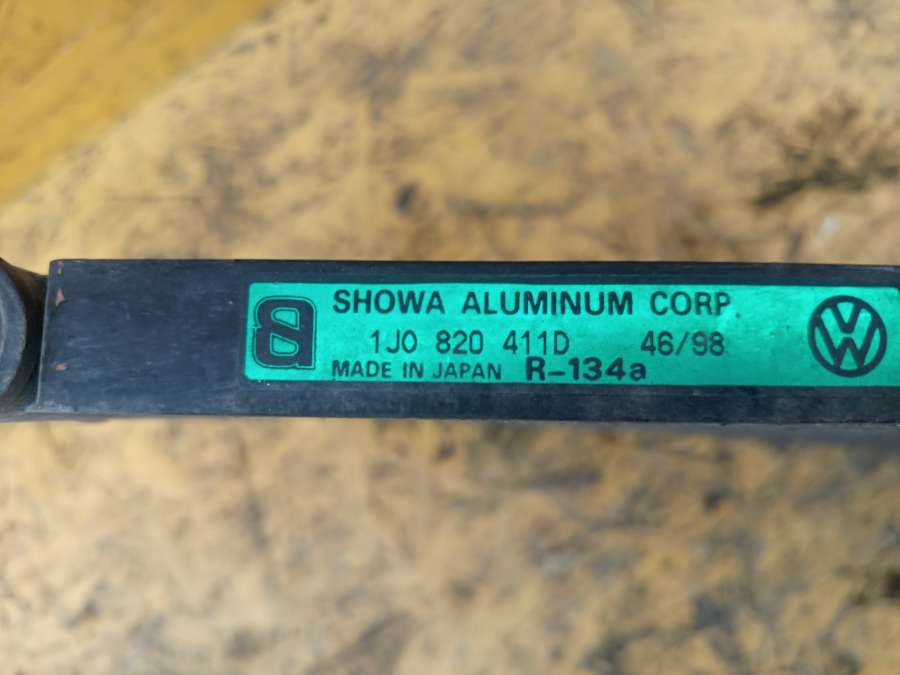 SHOWA ALUMINUM CORP
1J0 820 411D 46/98
MADE IN JAPAN R-134a